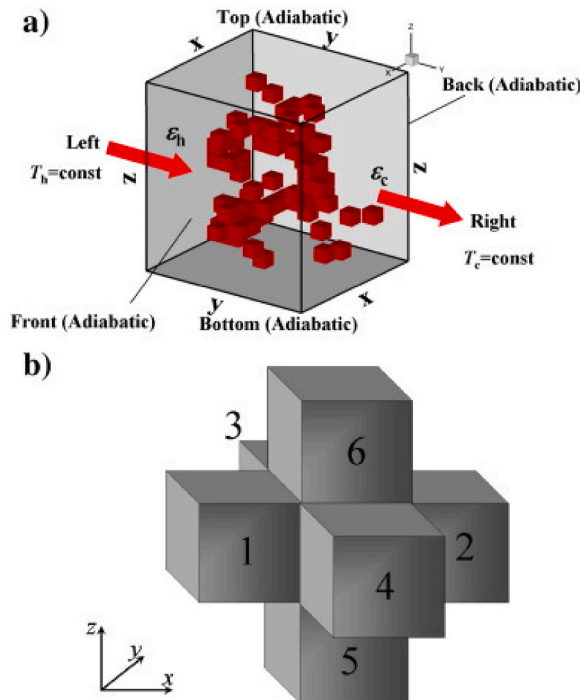 a)
Top (Adiabatic)
x
y
z
x
Y
Back (Adiabatic)
Left
εh
Th=const
z
εc
z
Right
Tc=const
y
x
Front (Adiabatic)
Bottom (Adiabatic)
b)
3
6
1
2
4
5
z
y
x